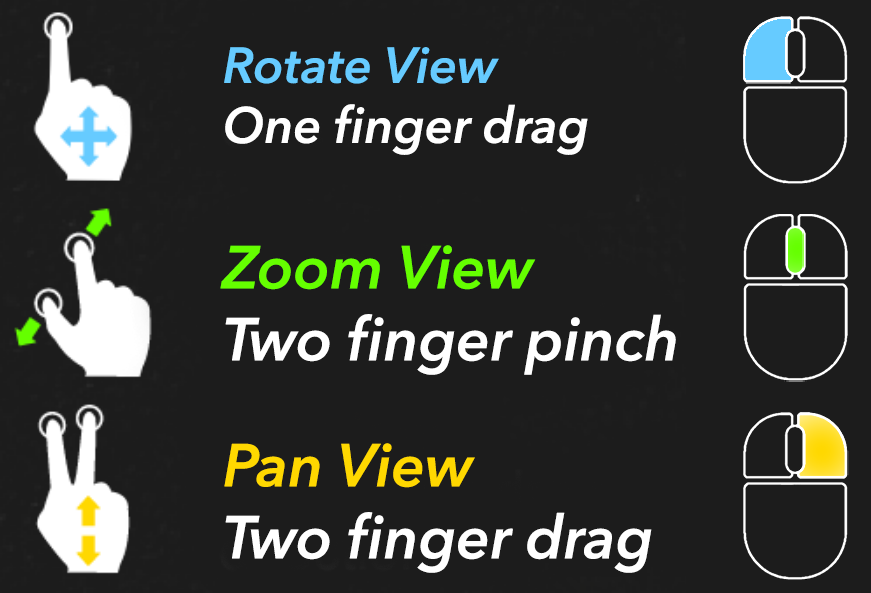 Rotate View
One finger drag
Zoom View
Two finger pinch
Pan View
Two finger drag